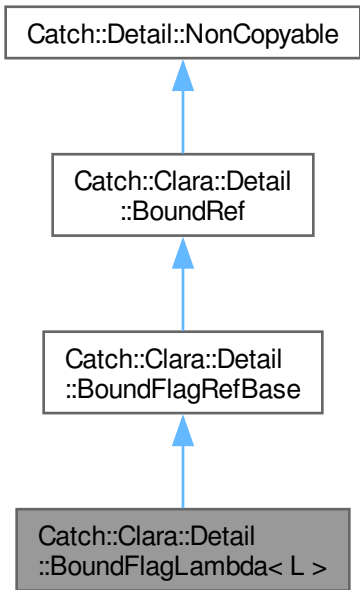 Catch::Detail::NonCopyable
Catch::Clara::Detail
::BoundRef
Catch::Clara::Detail
::BoundFlagRefBase
Catch::Clara::Detail
::BoundFlagLambda< L >